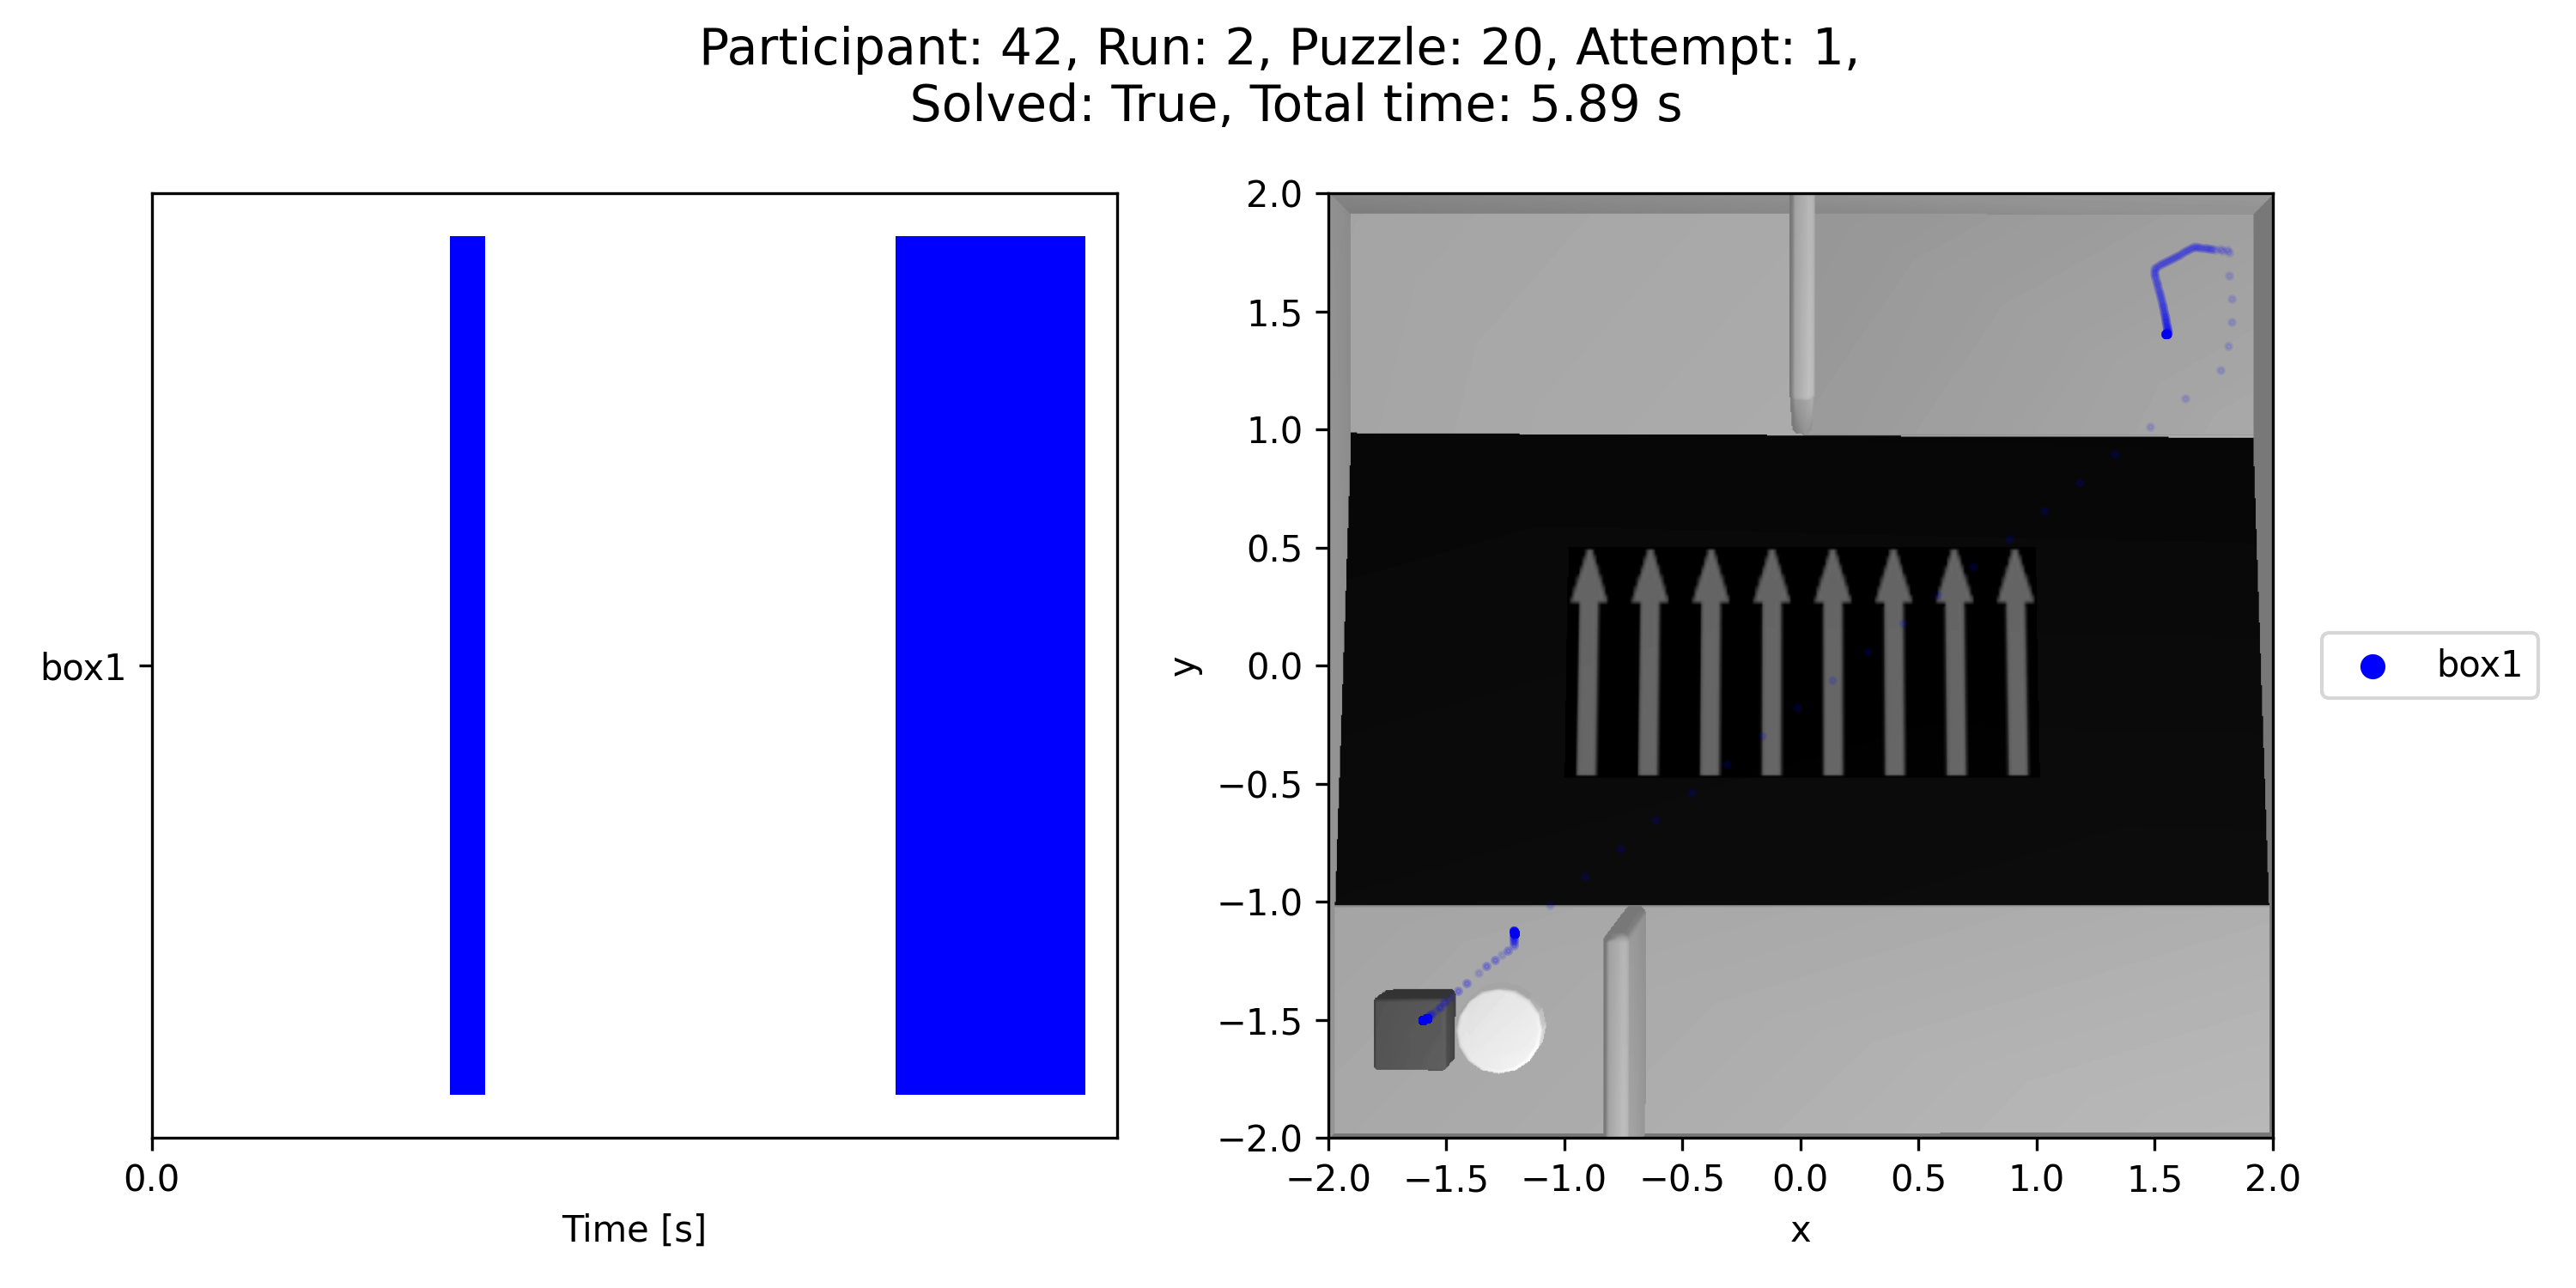 Participant: 42, Run: 2, Puzzle: 20, Attempt: 1,
Solved: True, Total time: 5.89 s
box1
0.0
Time [s]
2.0
1.5
1.0
0.5
0.0
−0.5
−1.0
−1.5
−2.0
y
−2.0 −1.5 −1.0 −0.5 0.0 0.5 1.0 1.5 2.0
x
box1